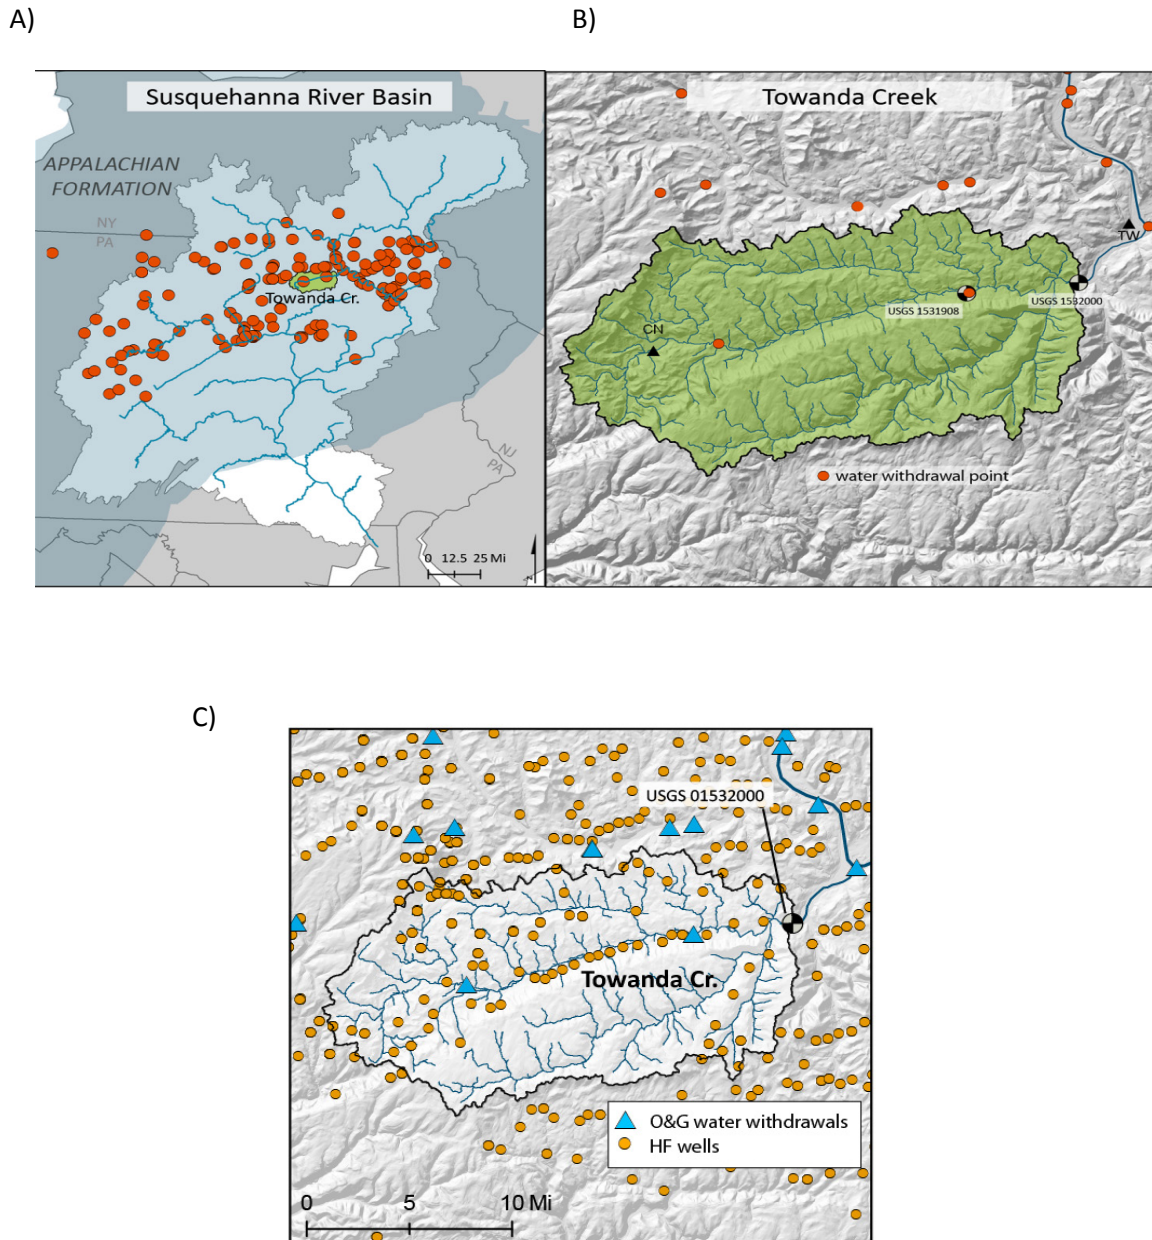 A)
B)
Susquehanna River Basin
APPALACHIAN
FORMATION
NY
PA
Towanda Cr.
NJ
PA
0 12.5 25 Mi
Towanda Creek
TW
USGS 1532000
USGS 1531908
CN
water withdrawal point
C)
USGS 01532000
Towanda Cr.
O&G water withdrawals
HF wells
0 5 10 Mi